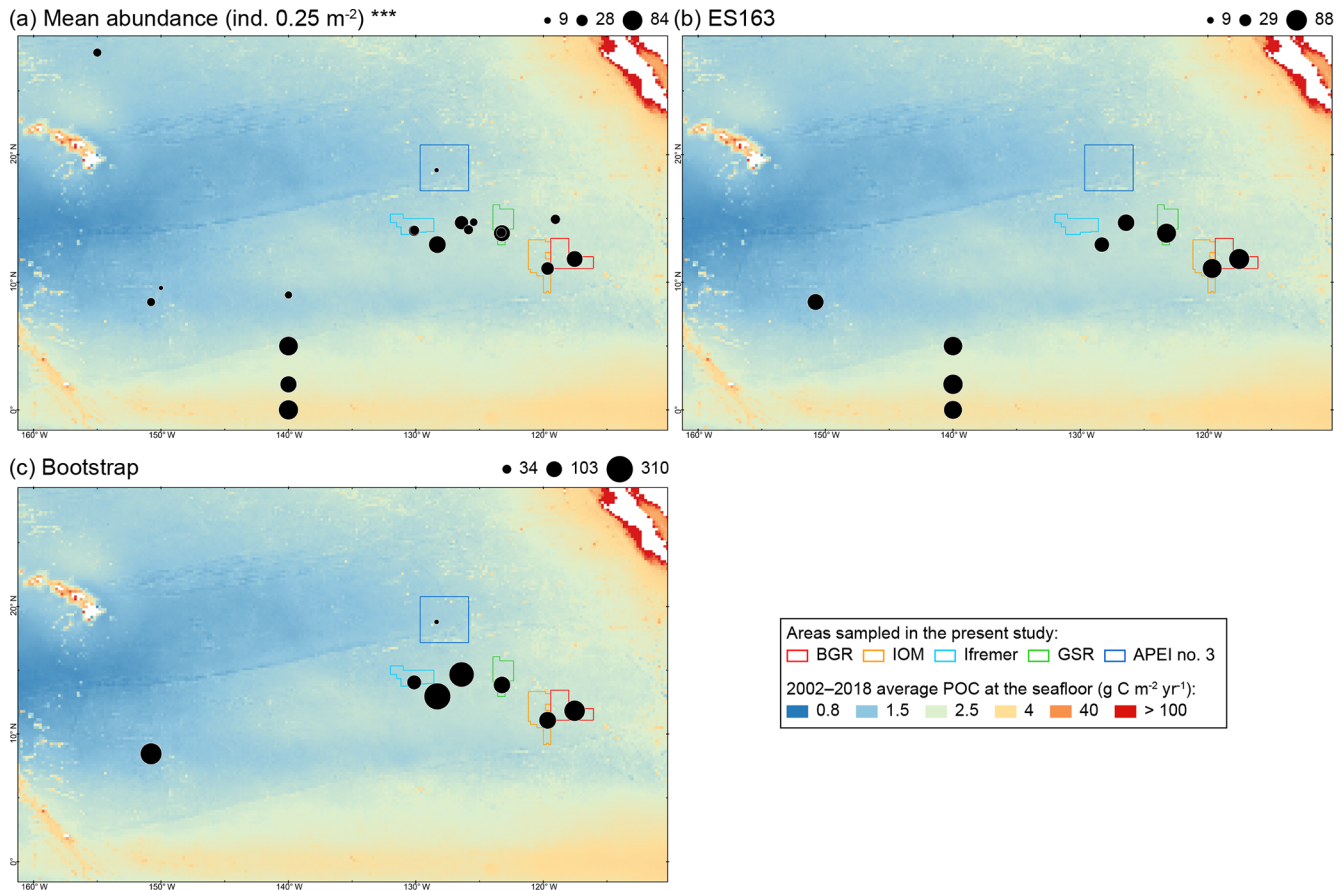 (a) Mean abundance (ind. 0.25 m⁻²) ***
9 28 84
20° N
10° N
0°
160° W 150° W 140° W 130° W 120° W
(b) ES163
9 29 88
20° N
10° N
0°
160° W 150° W 140° W 130° W 120° W
(c) Bootstrap
34 103 310
20° N
10° N
0°
160° W 150° W 140° W 130° W 120° W
Areas sampled in the present study:
BGR IOM Ifremer GSR APEI no. 3
2002–2018 average POC at the seafloor (g C m⁻² yr⁻¹):
0.8 1.5 2.5 4 40 > 100